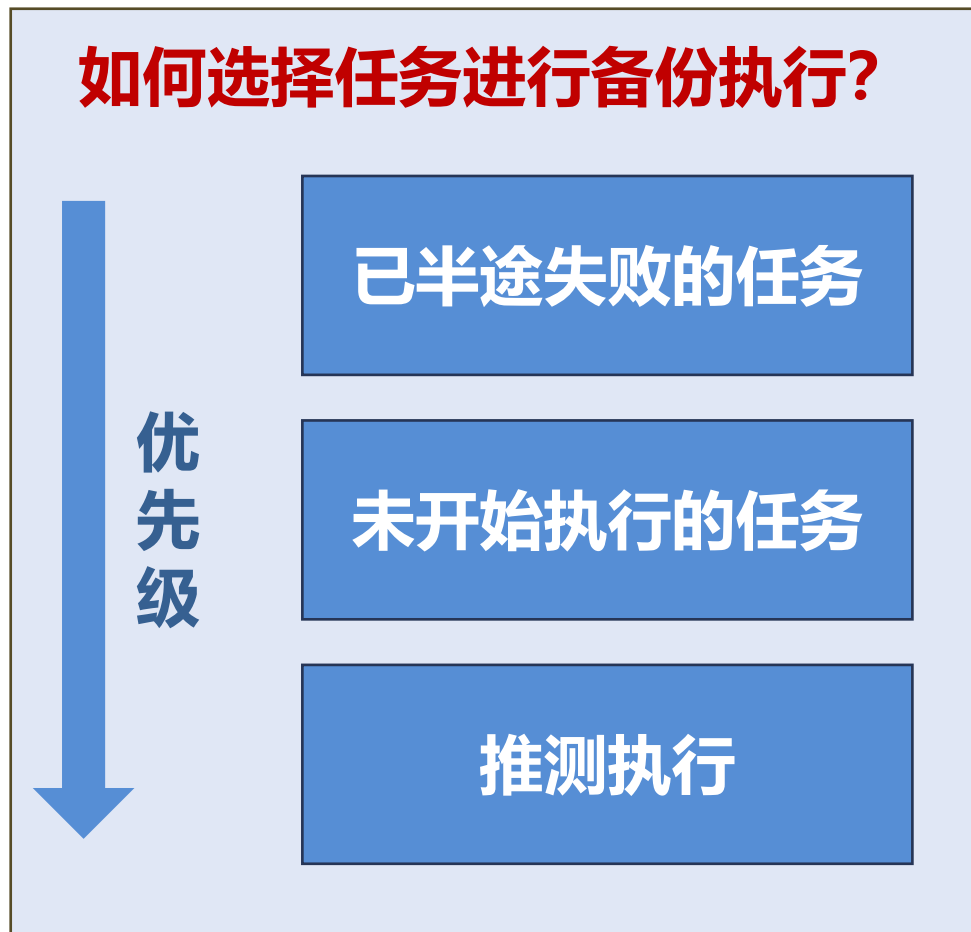 如何选择任务进行备份执行?
已半途失败的任务
优先级
未开始执行的任务
推测执行